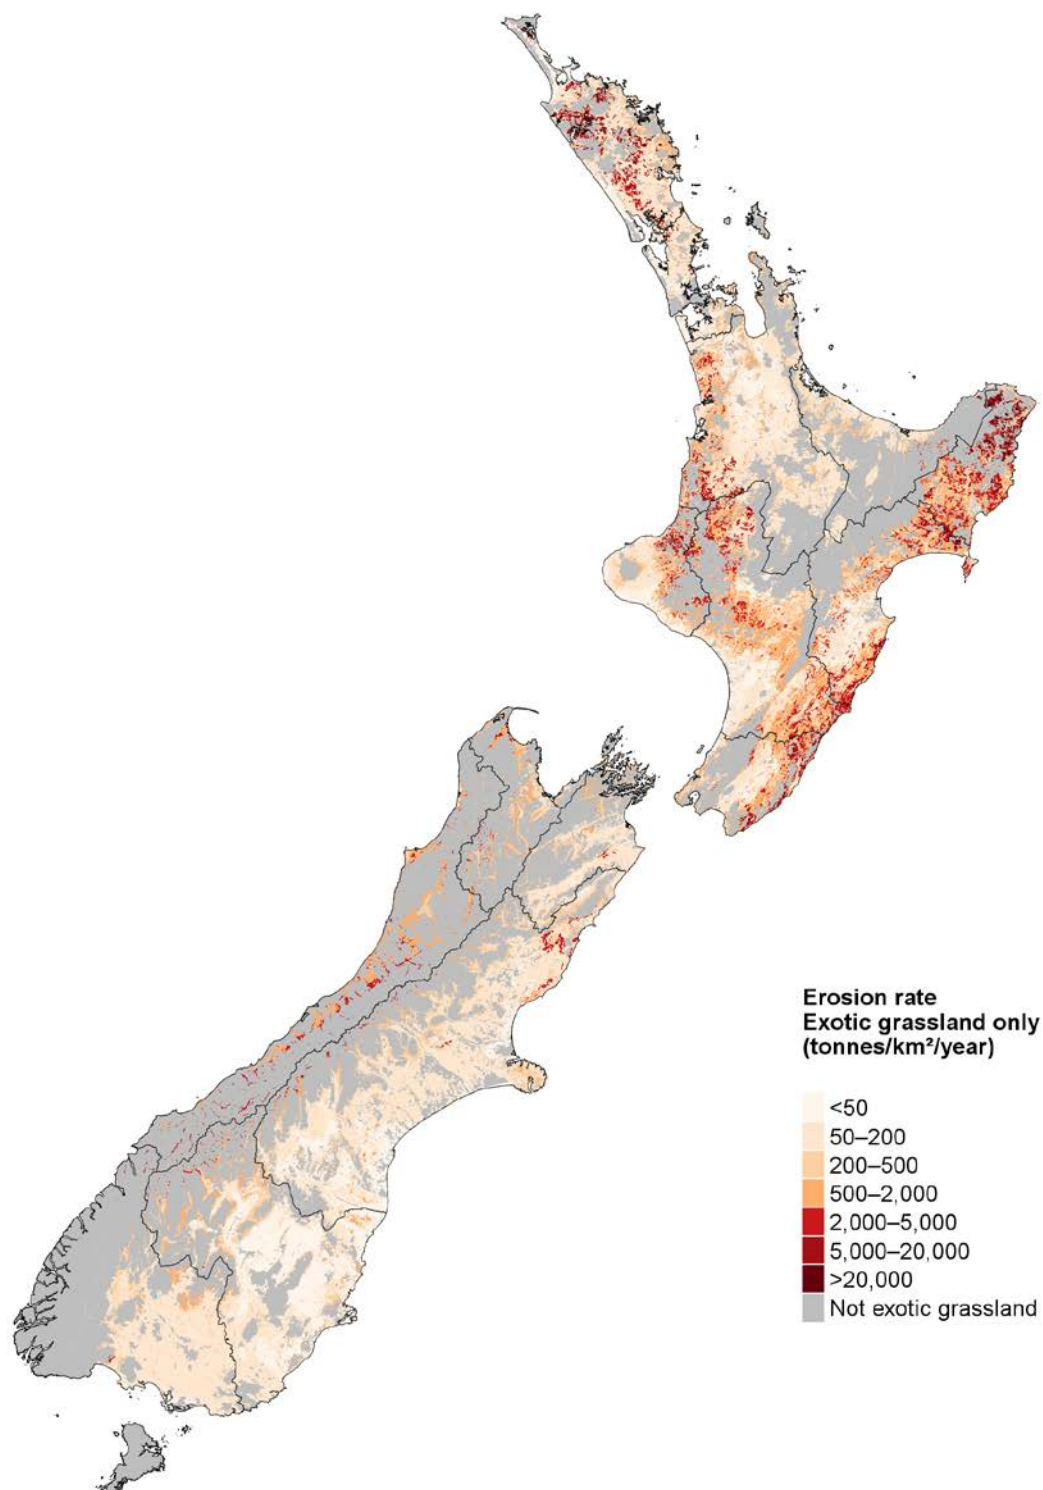 Erosion rate
Exotic grassland only
(tonnes/km²/year)
<50
50–200
200–500
500–2,000
2,000–5,000
5,000–20,000
>20,000
Not exotic grassland